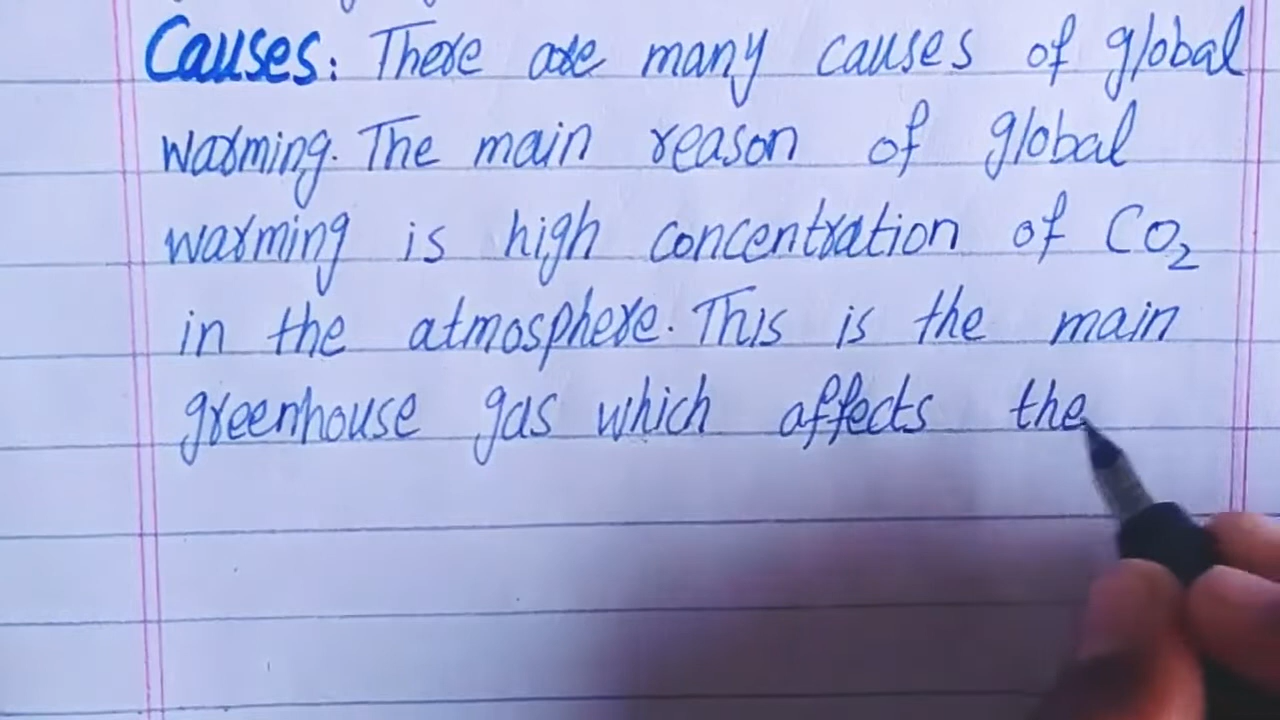 Causes: There are many causes of global
warming. The main reason of global
warming is high concentration of CO₂
in the atmosphere. This is the main
greenhouse gas which affects the